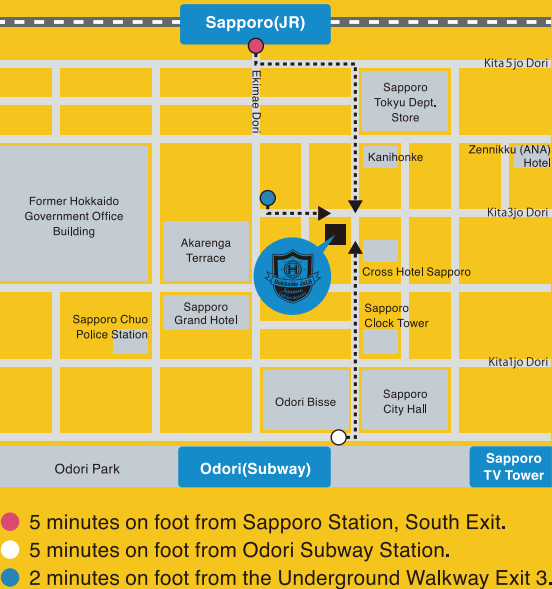 Sapporo(JR)
Kita5jo Dori
Ekimae Dori
Sapporo
Tokyu Dept.
Store
Kanihonke
Zennikku (ANA)
Hotel
Former Hokkaido
Government Office
Building
Kita3jo Dori
Akarenga
Terrace
H
Hokkaido JaLS
Cross Hotel Sapporo
Sapporo
Grand Hotel
Sapporo Chuo
Police Station
Sapporo
Clock Tower
Kita1jo Dori
Odori Bisse
Sapporo
City Hall
Odori Park
Odori(Subway)
Sapporo
TV Tower
5 minutes on foot from Sapporo Station, South Exit.
5 minutes on foot from Odori Subway Station.
2 minutes on foot from the Underground Walkway Exit 3.